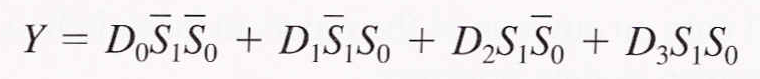 Y = D₀S̅₁S̅₀ + D₁S̅₁S₀ + D₂S₁S̅₀ + D₃S₁S₀